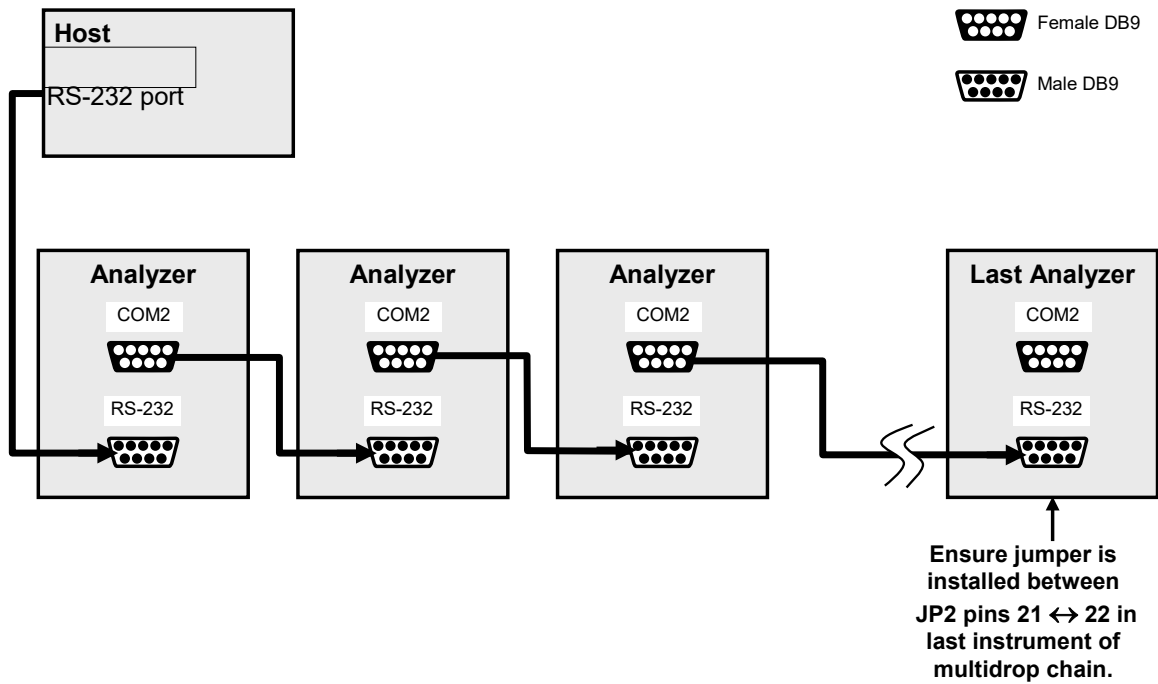 Host
RS-232 port
Female DB9
Male DB9
Analyzer
COM2
RS-232
Analyzer
COM2
RS-232
Analyzer
COM2
RS-232
Last Analyzer
COM2
RS-232
Ensure jumper is
installed between
JP2 pins 21 ↔ 22 in
last instrument of
multidrop chain.